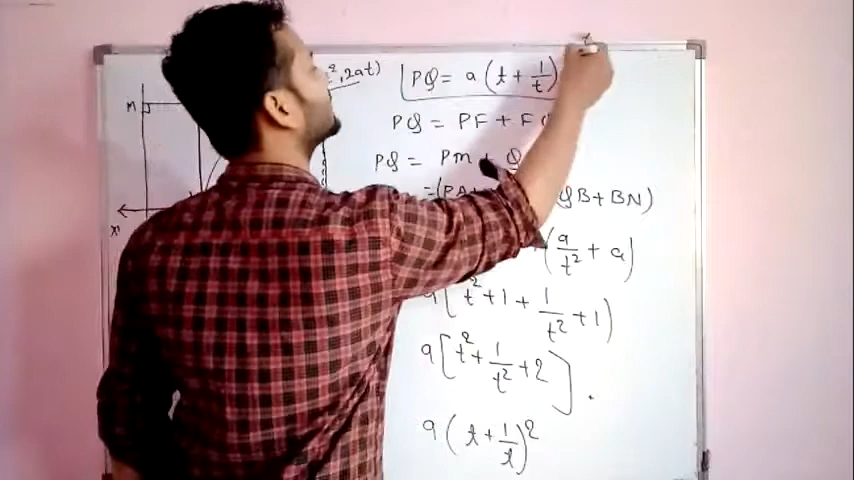 ², 2at)
PQ = a (t + 1/t)
PQ = PF + F
PQ = PM + Q
M
= (PA+ QB + BN)
X'
(a/t² + a)
[ t² + 1 + 1/t² + 1)
a [ t² + 1/t² + 2 ] .
a ( t + 1/t )²